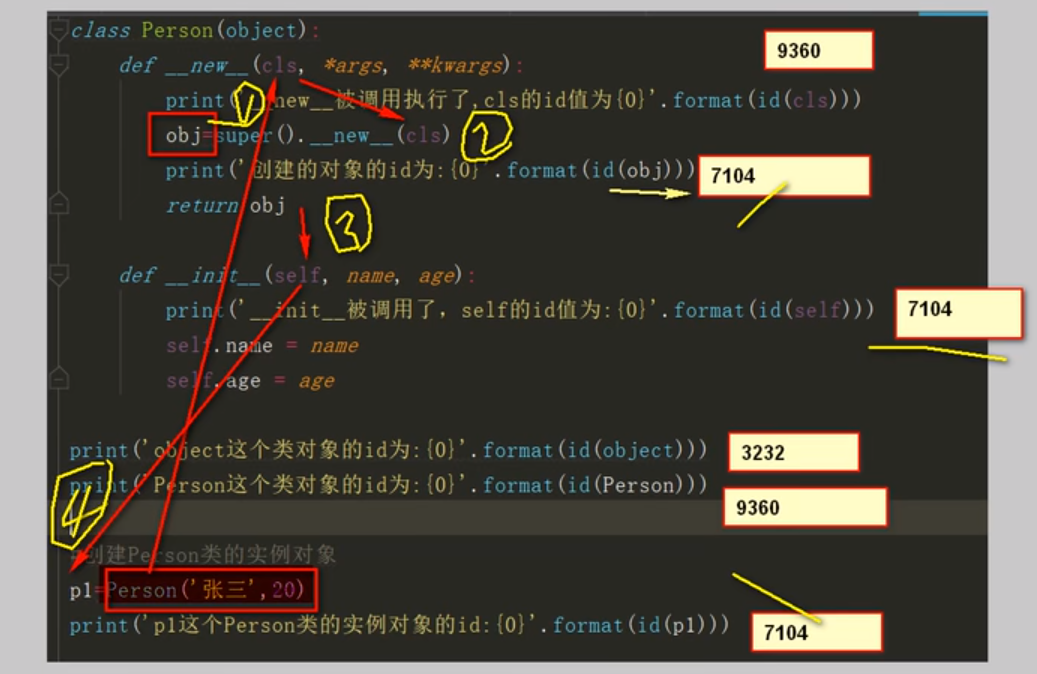 class Person(object):
9360
def __new__(cls, *args, **kwargs):
print('__new__被调用执行了,cls的id值为{0}'.format(id(cls)))
1
obj=super().__new__(cls)
2
print('创建的对象的id为:{0}'.format(id(obj)))
7104
return obj
3
def __init__(self, name, age):
print('__init__被调用了，self的id值为:{0}'.format(id(self)))
7104
self.name = name
self.age = age
print('object这个类对象的id为:{0}'.format(id(object)))
3232
print('Person这个类对象的id为:{0}'.format(id(Person)))
9360
4
#创建Person类的实例对象
p1=Person('张三',20)
print('p1这个Person类的实例对象的id:{0}'.format(id(p1)))
7104